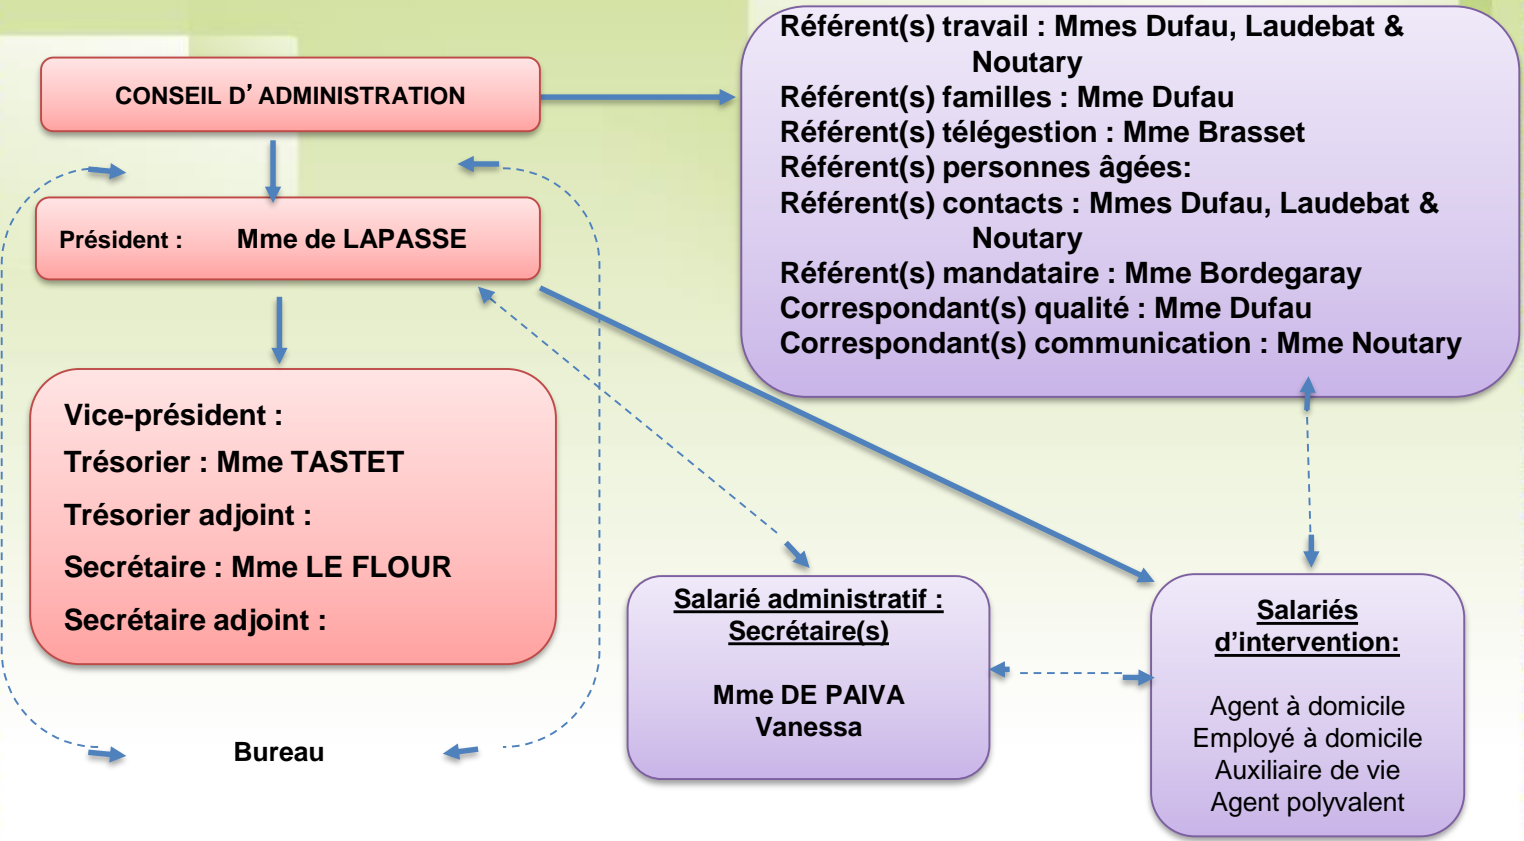 CONSEIL D’ ADMINISTRATION
Président : Mme de LAPASSE
Vice-président :
Trésorier : Mme TASTET
Trésorier adjoint :
Secrétaire : Mme LE FLOUR
Secrétaire adjoint :
Bureau
Référent(s) travail : Mmes Dufau, Laudebat &
Noutary
Référent(s) familles : Mme Dufau
Référent(s) télégestion : Mme Brasset
Référent(s) personnes âgées:
Référent(s) contacts : Mmes Dufau, Laudebat &
Noutary
Référent(s) mandataire : Mme Bordegaray
Correspondant(s) qualité : Mme Dufau
Correspondant(s) communication : Mme Noutary
Salarié administratif :
Secrétaire(s)
Mme DE PAIVA
Vanessa
Salariés
d’intervention:
Agent à domicile
Employé à domicile
Auxiliaire de vie
Agent polyvalent